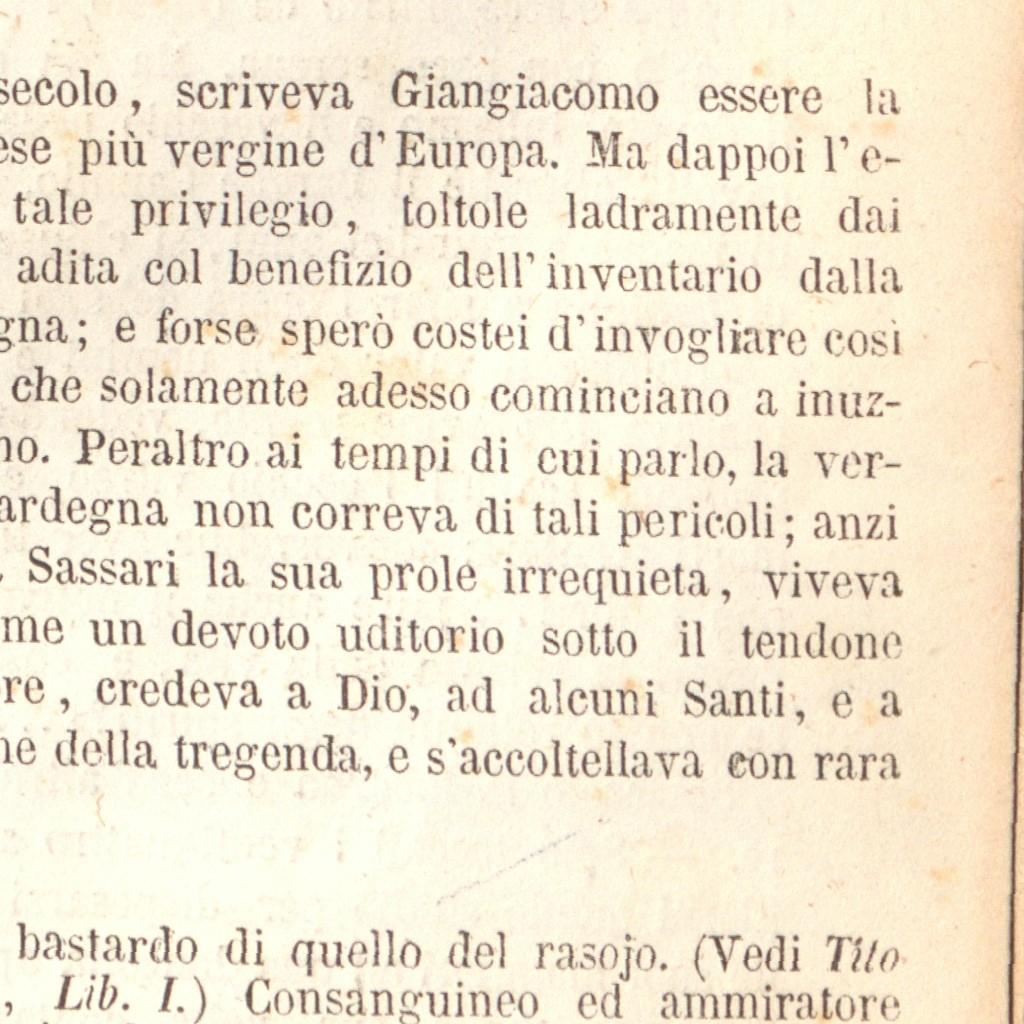 secolo, scriveva Giangiacomo essere la
più vergine d'Europa. Ma dappoi l'e-
tale privilegio, toltole ladramente dai
adita col benefizio dell'inventario dalla
e forse sperò costei d'invogliare così
che solamente adesso cominciano a inuz-
Peraltro ai tempi di cui parlo, la ver-
ardegna non correva di tali pericoli; anzi
Sassari la sua prole irrequieta, viveva
me un devoto uditorio sotto il tendone
re, credeva a Dio, ad alcuni Santi, e a
della tregenda, e s'accoltellava con rara
bastardo di quello del rasojo. (Vedi Tito
, Lib. I.) Consanguineo ed ammiratore